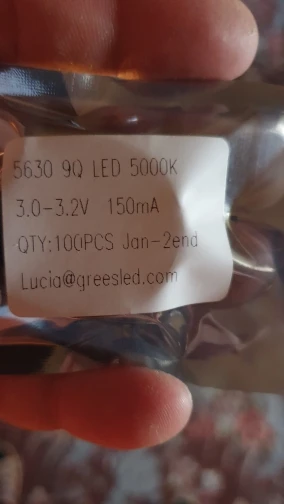 5630 9Q LED 5000K
3.0-3.2V 150mA
QTY:100PCS Jan-2end
Lucia@greesled.com